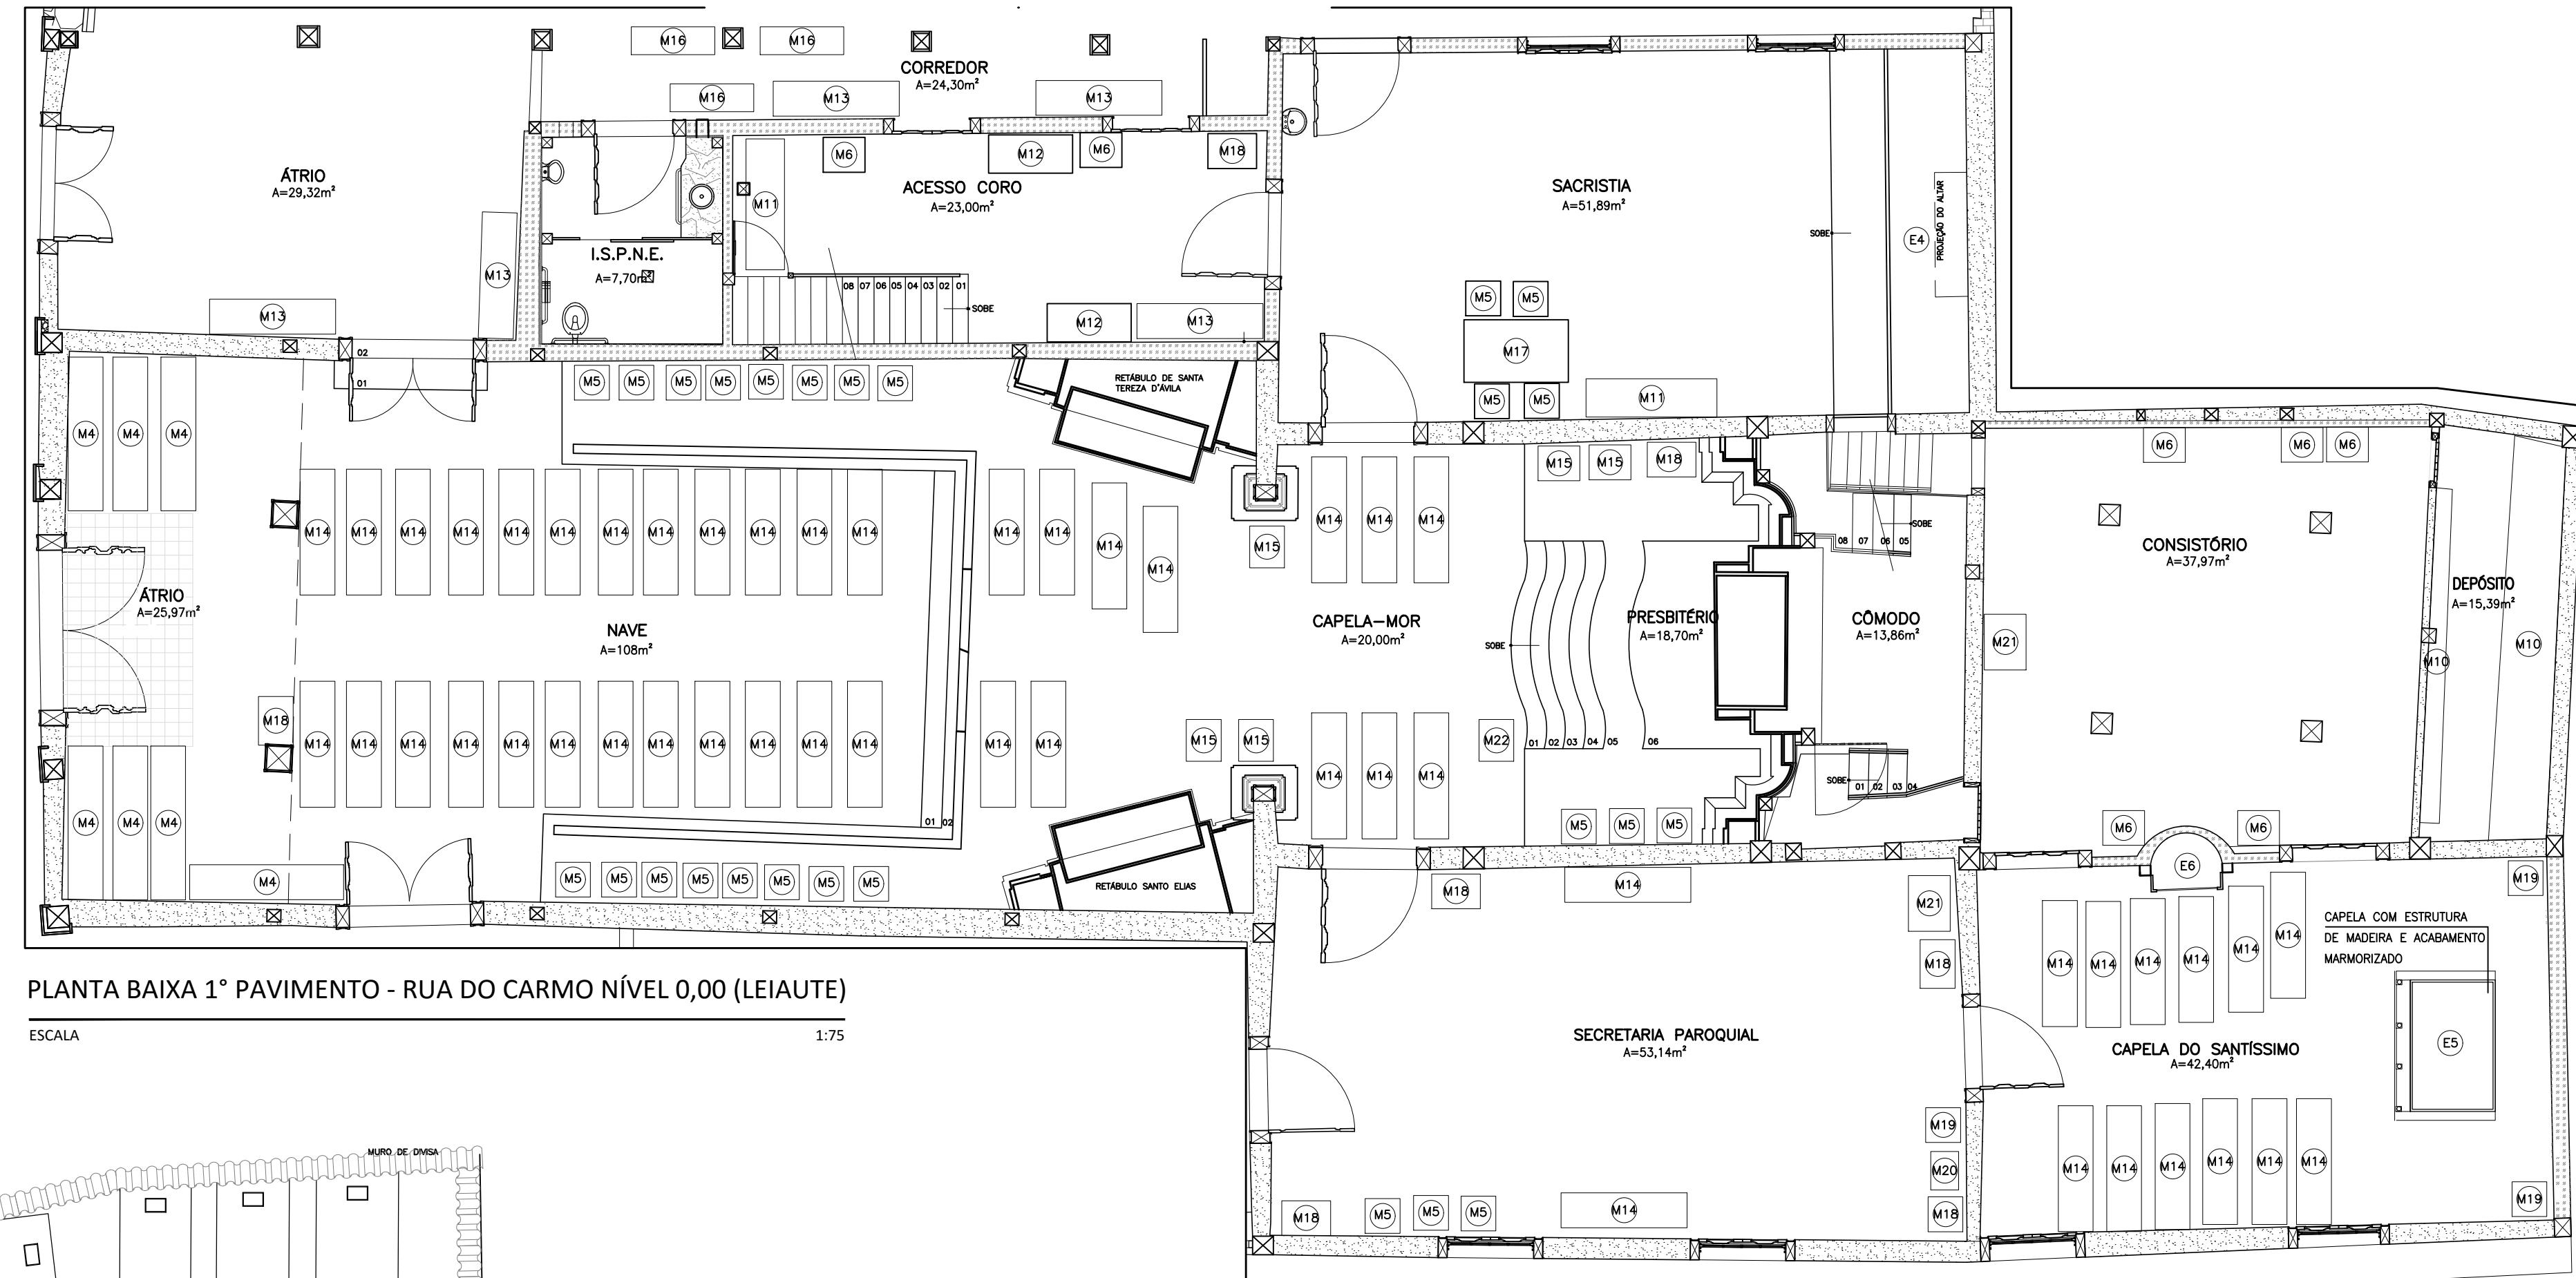 M16
M16
CORREDOR
A=24,30m²
M16
M13
M13
ÁTRIO
A=29,32m²
M6
M12
M6
M18
ACESSO CORO
A=23,00m²
M11
SACRISTIA
A=51,89m²
PROJEÇÃO DO ALTAR
E4
SOBE
I.S.P.N.E.
A=7,70m²
M13
M13
08 07 06 05 04 03 02 01
SOBE
M12
M13
M5
M5
M17
M5
M5
M11
02
01
M5 M5 M5 M5 M5 M5 M5 M5
RETÁBULO DE SANTA
TEREZA D'ÁVILA
M4 M4 M4
M15 M15 M18
M6 M6 M6
M14 M14 M14 M14 M14 M14 M14 M14 M14 M14 M14 M14
M14 M14 M14 M14
M15
M14 M14 M14
SOBE
08 07 06 05
CONSISTÓRIO
A=37,97m²
DEPÓSITO
A=15,39m²
ÁTRIO
A=25,97m²
NAVE
A=108m²
CAPELA-MOR
A=20,00m²
SOBE
PRESBITÉRIO
A=18,70m²
CÔMODO
A=13,86m²
M21
M10
M10
M18
M14 M14 M14 M14 M14 M14 M14 M14 M14 M14 M14 M14
M14 M14
M15 M15
M14 M14 M14
M22
01 02 03 04 05 06
SOBE
01 02 03 04
M4 M4 M4
01 02
M5 M5 M5
M6 M6
M4
M5 M5 M5 M5 M5 M5 M5 M5
RETÁBULO SANTO ELIAS
M18
M14
M21
E6
M19
M18
M14 M14 M14 M14 M14 M14
CAPELA COM ESTRUTURA
DE MADEIRA E ACABAMENTO
MARMORIZADO
PLANTA BAIXA 1° PAVIMENTO - RUA DO CARMO NÍVEL 0,00 (LEIAUTE)
ESCALA 1:75
SECRETARIA PAROQUIAL
A=53,14m²
CAPELA DO SANTÍSSIMO
A=42,40m²
E5
M19
M20
M18
M14 M14 M14 M14 M14 M14
M19
M18
M5 M5 M5
M14
MURO DE DIVISA